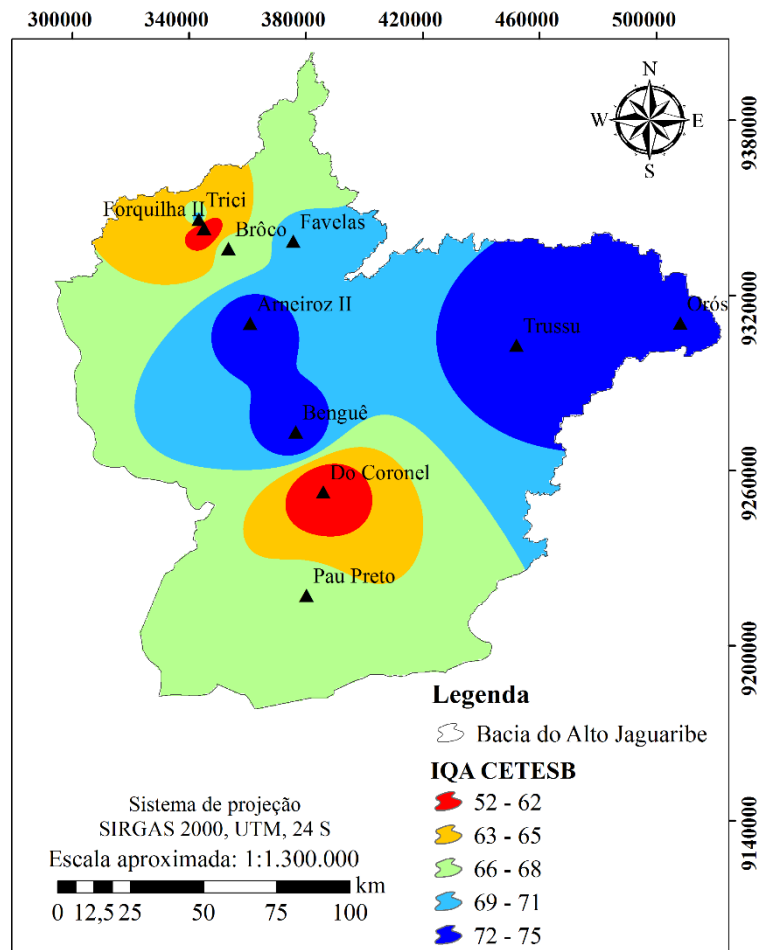 300000 340000 380000 420000 460000 500000
N
W E
S
9380000
Trici
Forquilha II
Brôco
Favelas
9320000
Arneiroz II
Orós
Trussu
Benguê
9260000
Do Coronel
Pau Preto
9200000
Legenda
Bacia do Alto Jaguaribe
IQA CETESB
52 - 62
63 - 65
66 - 68
69 - 71
72 - 75
9140000
Sistema de projeção
SIRGAS 2000, UTM, 24 S
Escala aproximada: 1:1.300.000
km
0 12,5 25 50 75 100